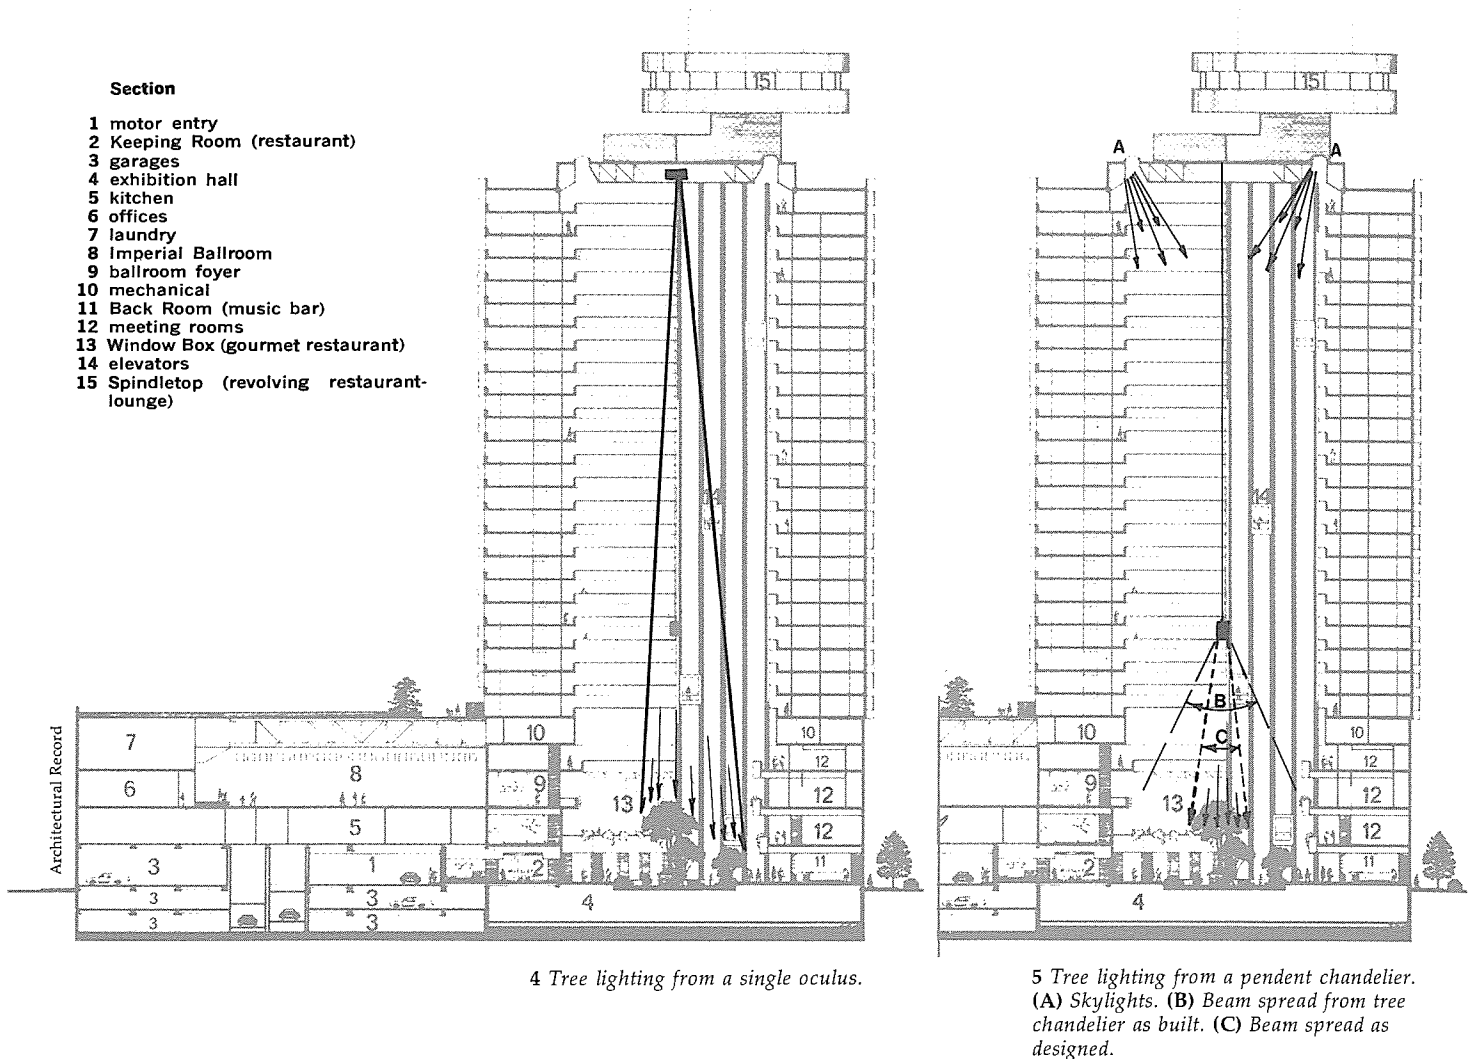 Section
1 motor entry
2 Keeping Room (restaurant)
3 garages
4 exhibition hall
5 kitchen
6 offices
7 laundry
8 Imperial Ballroom
9 ballroom foyer
10 mechanical
11 Back Room (music bar)
12 meeting rooms
13 Window Box (gourmet restaurant)
14 elevators
15 Spindletop (revolving restaurant-
lounge)
Architectural Record
15
14
10
10
7
8
12
6
9
13
12
5
12
3
1
2
11
3
3
4
3
3
4 Tree lighting from a single oculus.
15
A
A
14
B
10
10
C
12
9
13
12
12
2
11
4
5 Tree lighting from a pendent chandelier.
(A) Skylights. (B) Beam spread from tree
chandelier as built. (C) Beam spread as
designed.